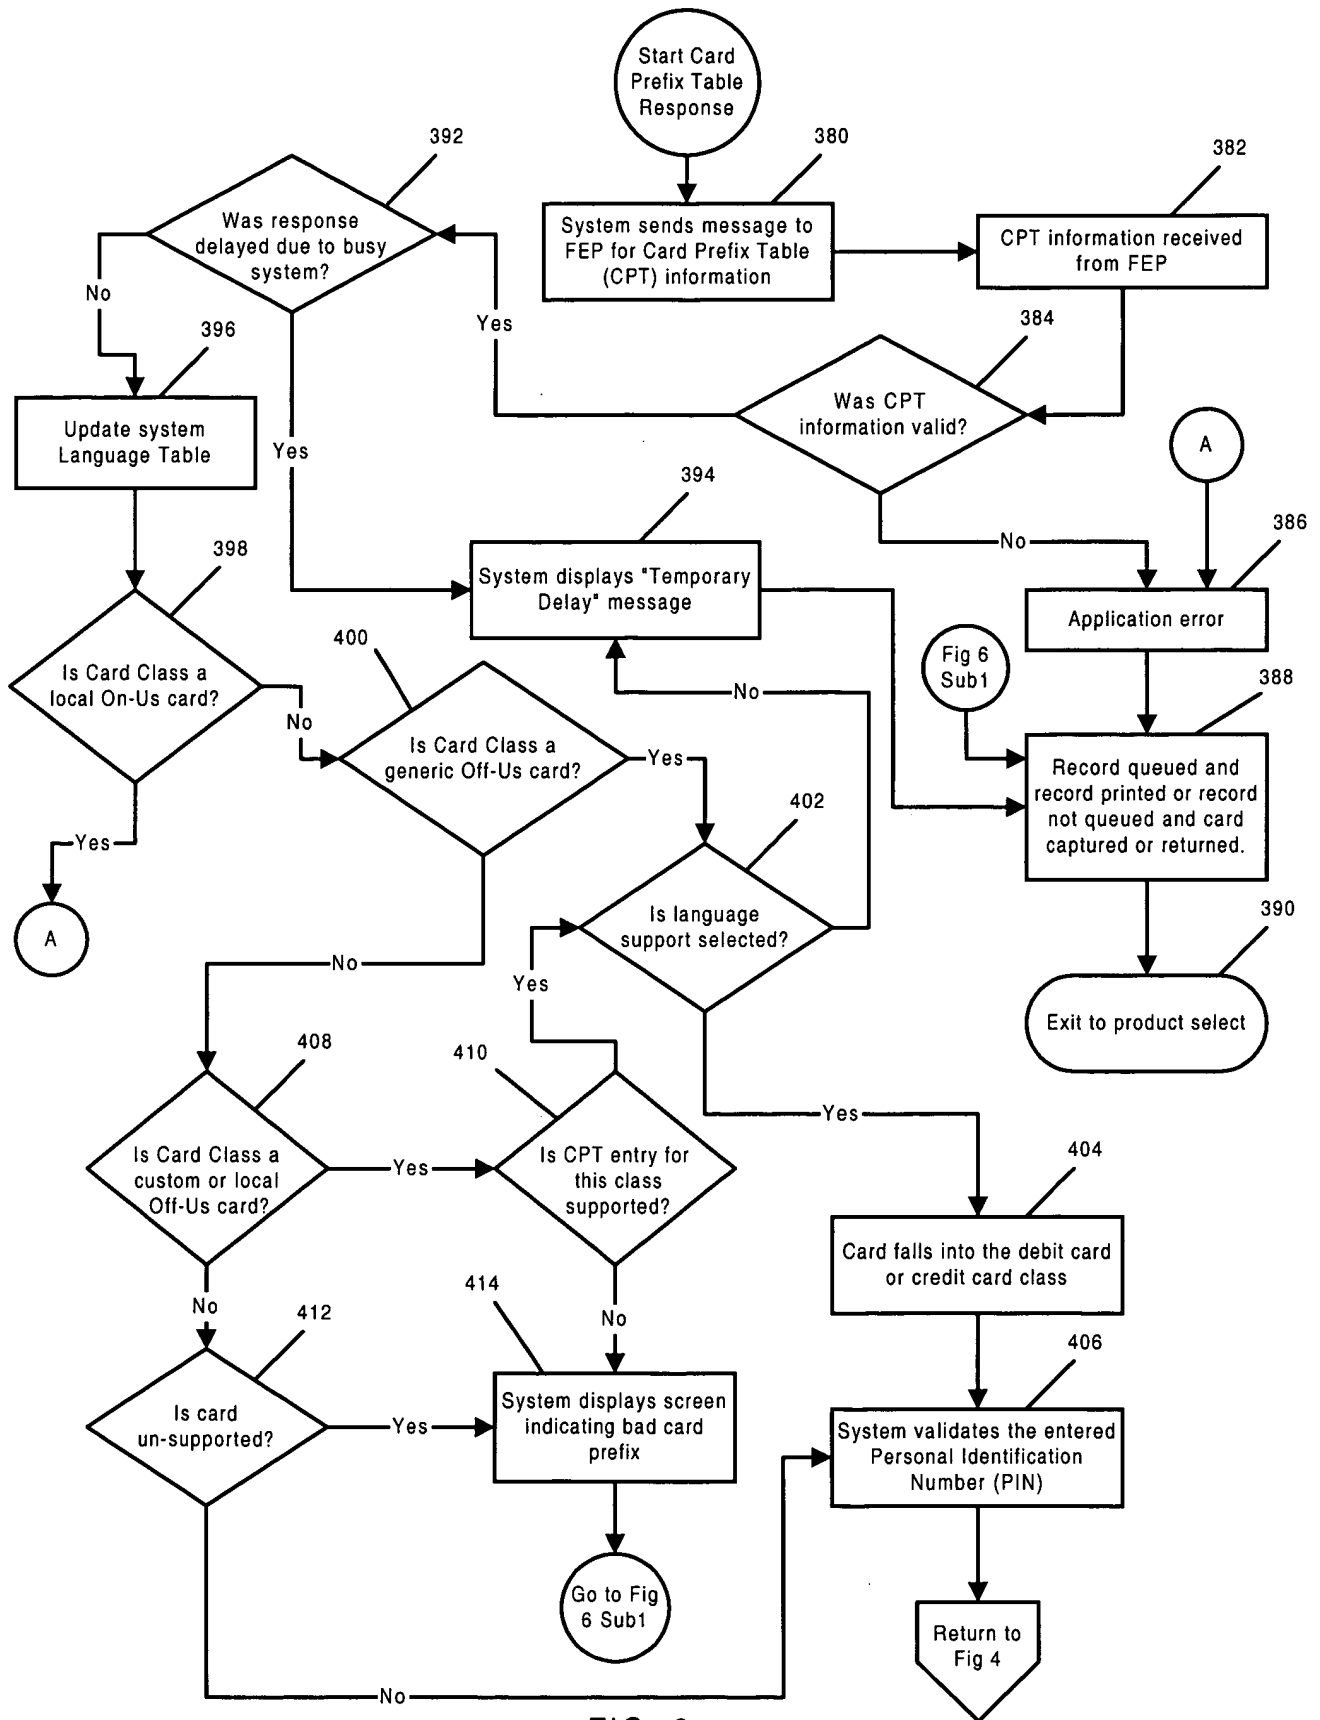 Start Card
Prefix Table
Response
392
380
382
Was response
delayed due to busy
system?
System sends message to
FEP for Card Prefix Table
(CPT) information
CPT information received
from FEP
No
Yes
396
384
Update system
Language Table
Was CPT
information valid?
A
Yes
394
386
No
398
System displays "Temporary
Delay" message
Application error
400
Fig 6
Sub1
388
Is Card Class a
local On-Us card?
No
No
Is Card Class a
generic Off-Us card?
Yes
Record queued and
record printed or record
not queued and card
captured or returned.
402
Yes
390
A
Is language
support selected?
No
Yes
Exit to product select
408
410
Yes
Is Card Class a
custom or local
Off-Us card?
Yes
Is CPT entry for
this class
supported?
404
Card falls into the debit card
or credit card class
414
No
412
No
406
Is card
un-supported?
Yes
System displays screen
indicating bad card
prefix
System validates the entered
Personal Identification
Number (PIN)
Go to Fig
6 Sub1
Return to
Fig 4
No